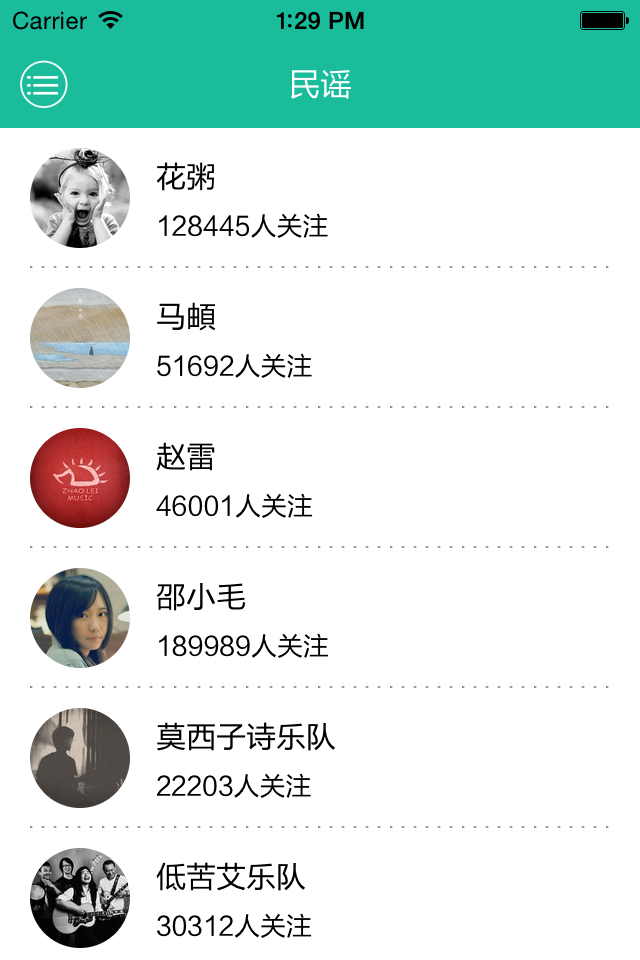 Carrier 1:29 PM
民谣
花粥
128445人关注
马頔
51692人关注
赵雷
ZHAO LEI
MUSIC
46001人关注
邵小毛
189989人关注
莫西子诗乐队
22203人关注
低苦艾乐队
30312人关注